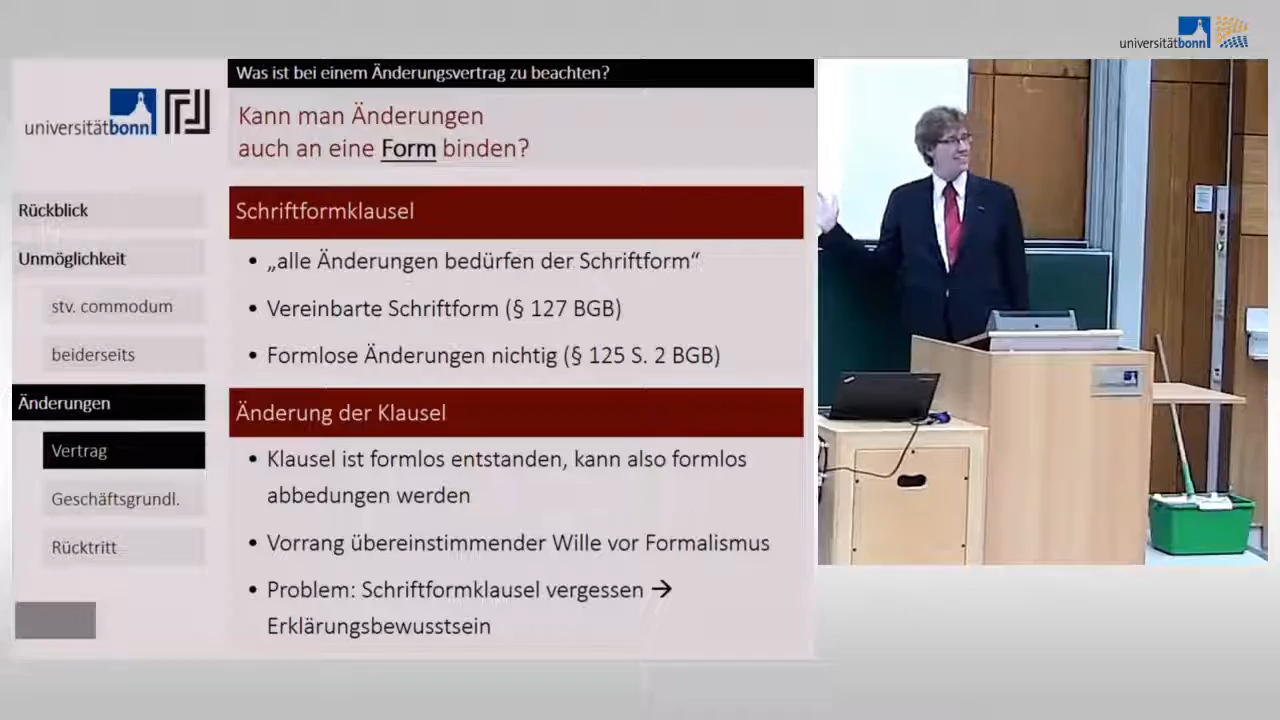 universitätbonn
Was ist bei einem Änderungsvertrag zu beachten?
universitätbonn
Kann man Änderungen
auch an eine Form binden?
Rückblick
Unmöglichkeit
stv. commodum
beiderseits
Änderungen
Vertrag
Geschäftsgrundl.
Rücktritt
Schriftformklausel
• „alle Änderungen bedürfen der Schriftform“
• Vereinbarte Schriftform (§ 127 BGB)
• Formlose Änderungen nichtig (§ 125 S. 2 BGB)
Änderung der Klausel
• Klausel ist formlos entstanden, kann also formlos
abbedungen werden
• Vorrang übereinstimmender Wille vor Formalismus
• Problem: Schriftformklausel vergessen →
Erklärungsbewusstsein